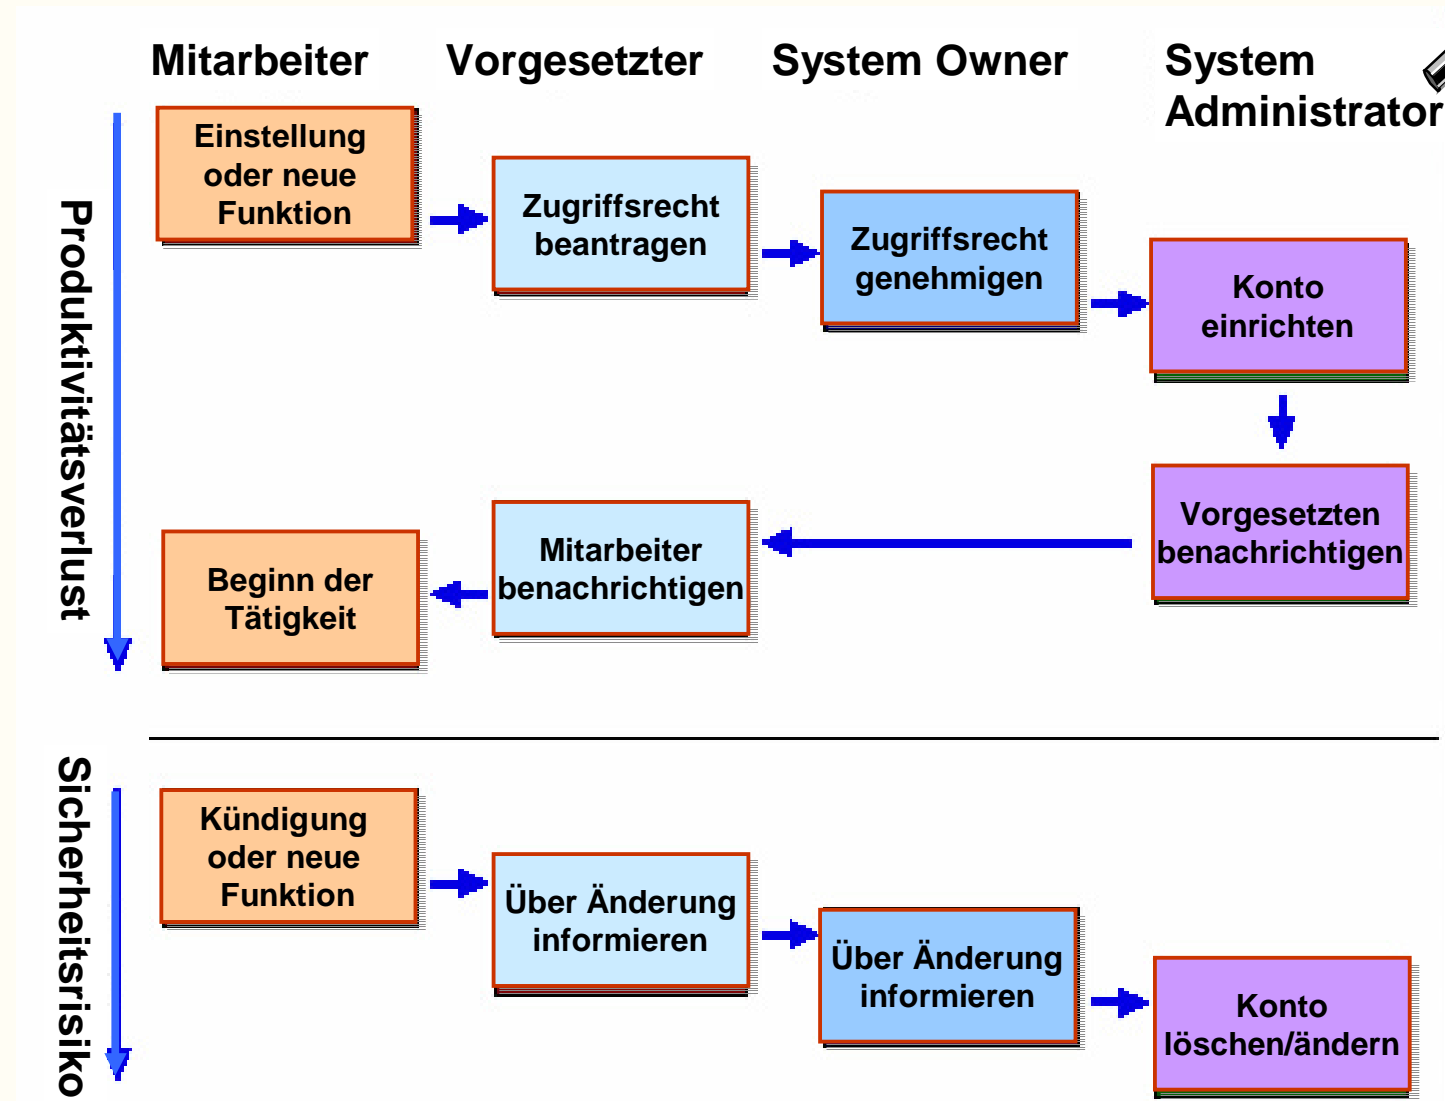 Mitarbeiter
Vorgesetzter
System Owner
System
Administrator
Produktivitätsverlust
Einstellung
oder neue
Funktion
Zugriffsrecht
beantragen
Zugriffsrecht
genehmigen
Konto
einrichten
Vorgesetzten
benachrichtigen
Mitarbeiter
benachrichtigen
Beginn der
Tätigkeit
Sicherheitsrisiko
Kündigung
oder neue
Funktion
Über Änderung
informieren
Über Änderung
informieren
Konto
löschen/ändern